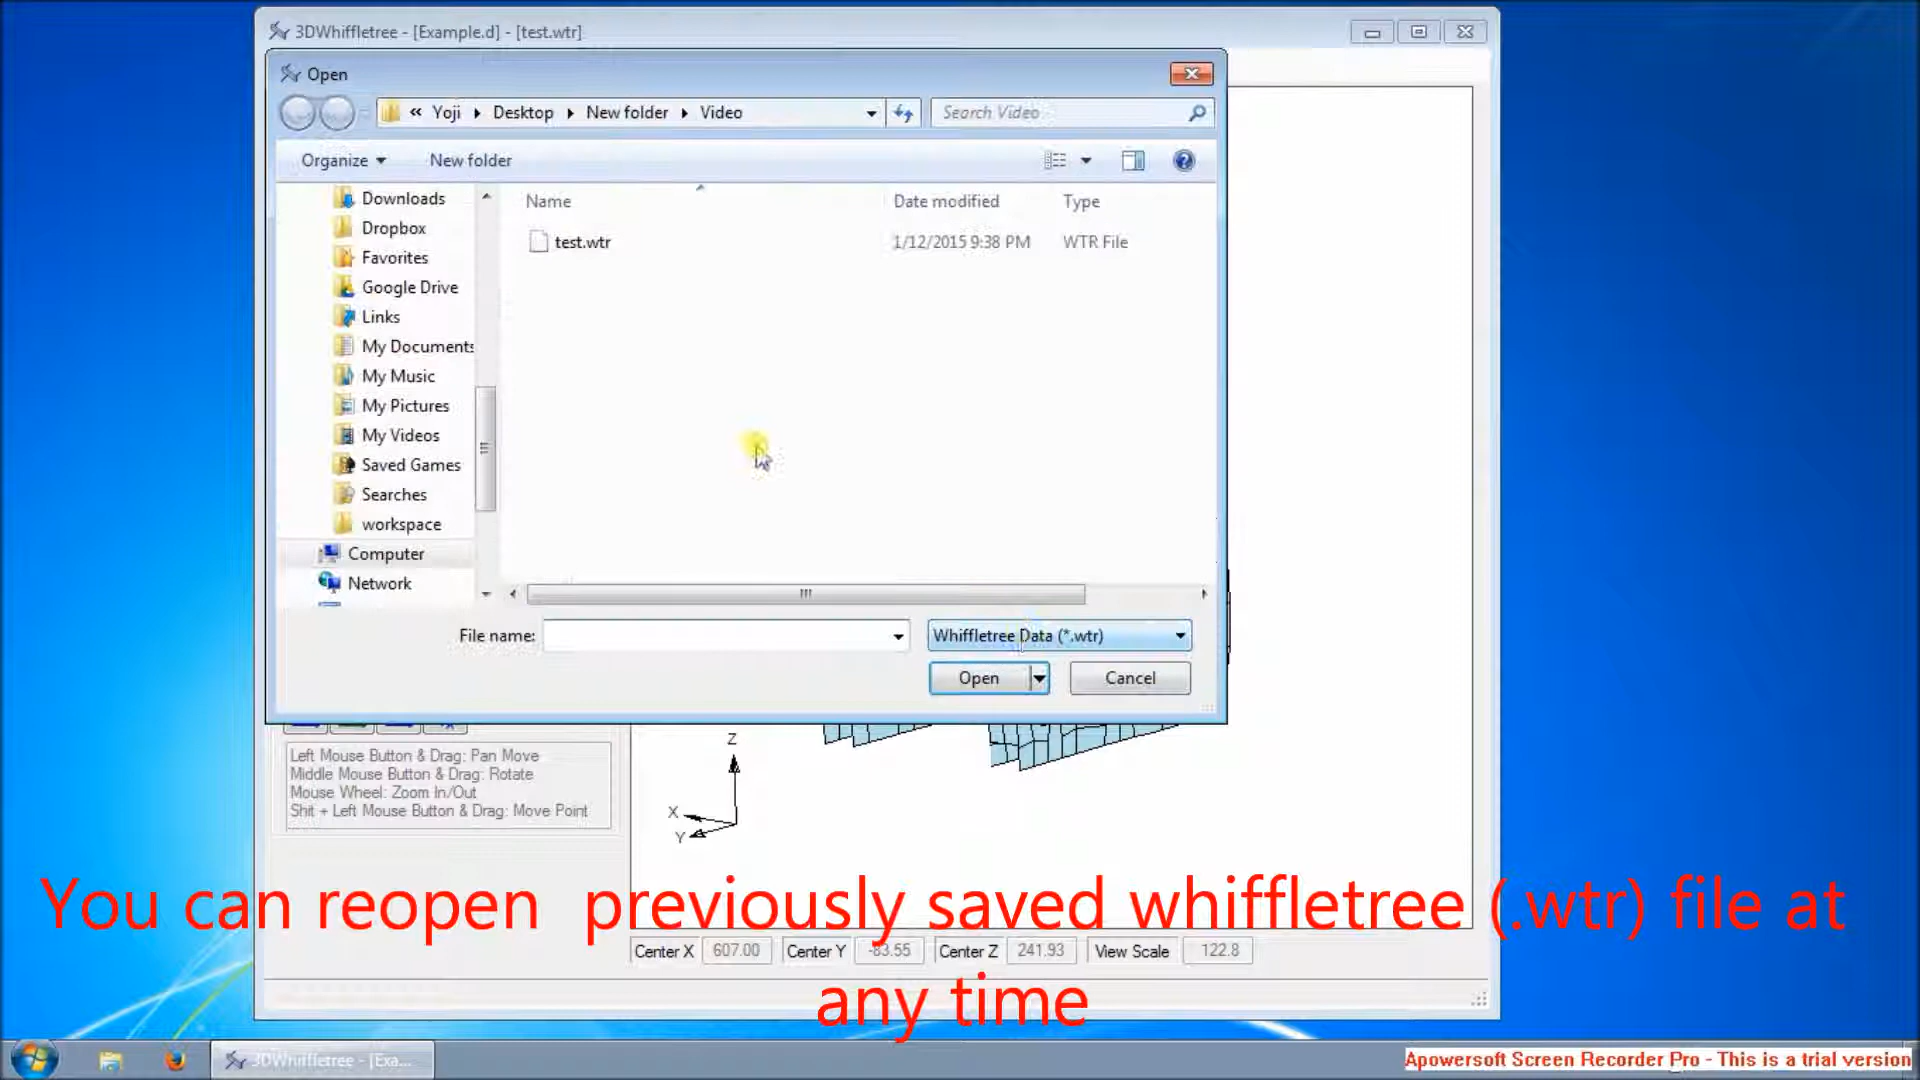 3DWhiffletree - [Example.d] - [test.wtr]
Open
« Yoji Desktop New folder Video
Search Video
Organize New folder
Name Date modified Type
test.wtr 1/12/2015 9:38 PM WTR File
Downloads
Dropbox
Favorites
Google Drive
Links
My Documents
My Music
My Pictures
My Videos
Saved Games
Searches
workspace
Computer
Network
File name: Whiffletree Data (*.wtr)
Open Cancel
Left Mouse Button & Drag: Pan Move
Middle Mouse Button & Drag: Rotate
Mouse Wheel: Zoom In/Out
Shit + Left Mouse Button & Drag: Move Point
Z
X
Y
You can reopen previously saved whiffletree (.wtr) file at
any time
Center X 607.00 Center Y -83.55 Center Z 241.93 View Scale 122.8
3DWhiffletree - [Exa...
Apowersoft Screen Recorder Pro - This is a trial version